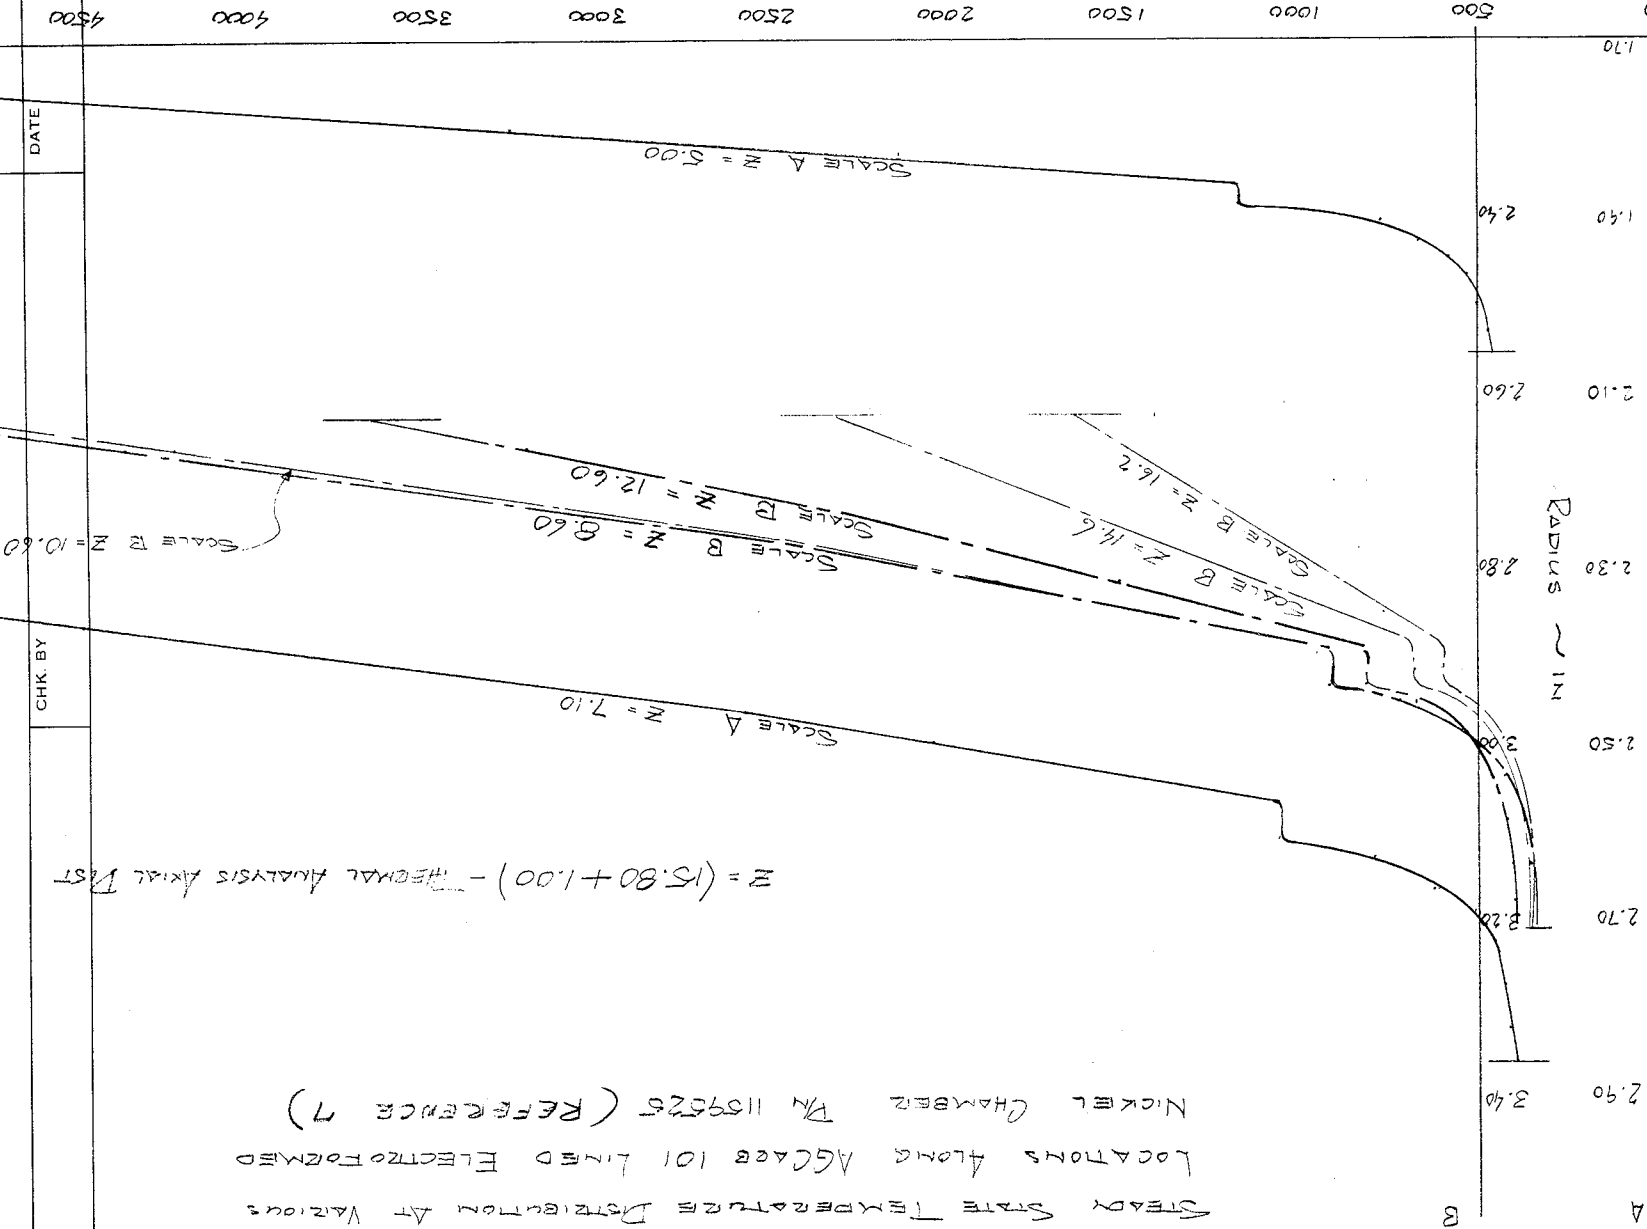 STEADY STATE TEMPERATURE DISTRIBUTION AT VARIOUS
LOCATIONS ALONG AGCARB 101 LINED ELECTROFORMED
NICKEL CHAMBER PN 1159525 (REFERENCE 7)
A
B
2.90
3.40
2.70
3.20
2.50
3.00
2.30
2.80
2.10
2.60
1.90
2.40
1.70
RADIUS ~ IN
Z = (15.80 + 1.00) - THERMAL ANALYSIS AXIAL DIST
SCALE A Z = 7.10
SCALE B Z = 8.60
SCALE B Z = 10.60
SCALE B Z = 12.60
SCALE B Z = 14.6
SCALE B Z = 16.2
SCALE A Z = 5.00
500
1000
1500
2000
2500
3000
3500
4000
4500
CHK. BY
DATE